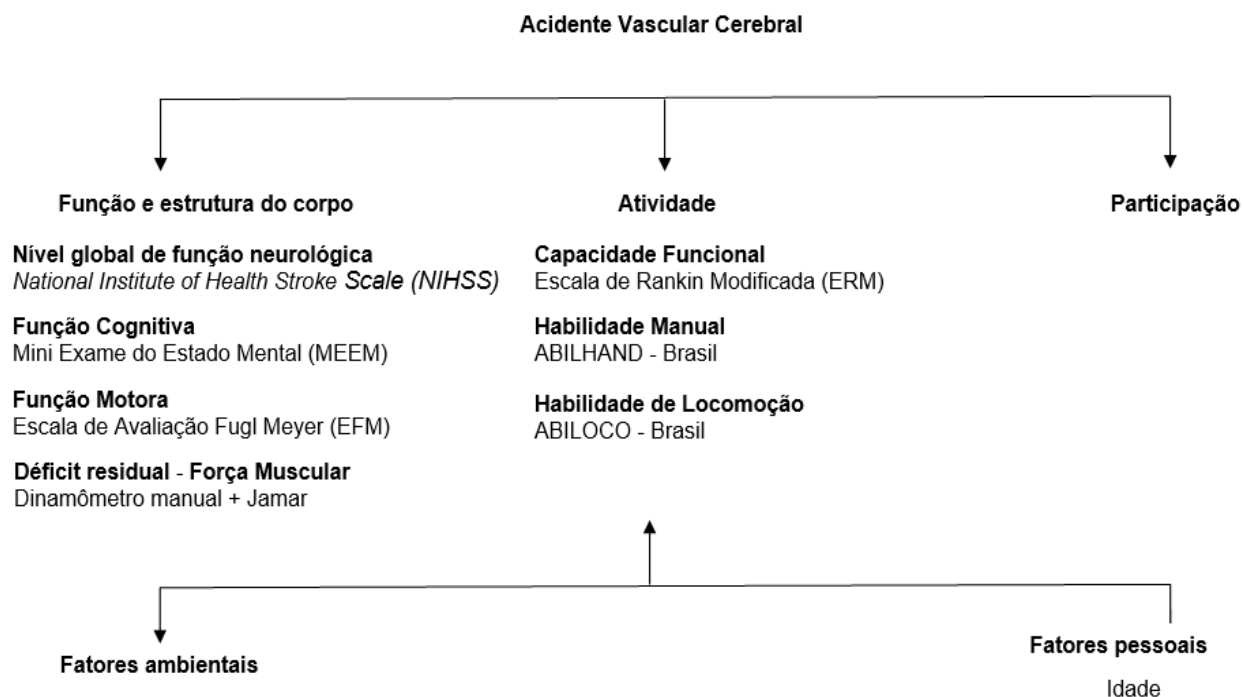 Acidente Vascular Cerebral
Função e estrutura do corpo
Nível global de função neurológica
National Institute of Health Stroke Scale (NIHSS)
Função Cognitiva
Mini Exame do Estado Mental (MEEM)
Função Motora
Escala de Avaliação Fugl Meyer (EFM)
Déficit residual - Força Muscular
Dinamômetro manual + Jamar
Atividade
Capacidade Funcional
Escala de Rankin Modificada (ERM)
Habilidade Manual
ABILHAND - Brasil
Habilidade de Locomoção
ABILOCO - Brasil
Participação
Fatores ambientais
Fatores pessoais
Idade